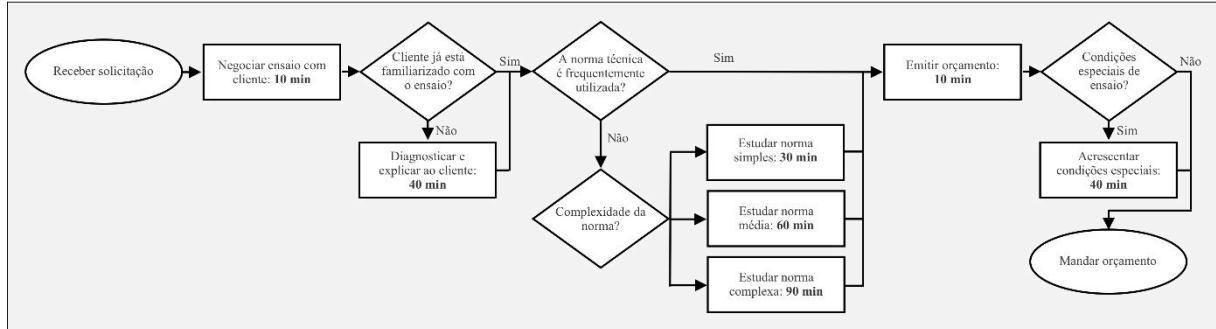 Receber solicitação
Negociar ensaio com
cliente: 10 min
Cliente já está
familiarizado com
o ensaio?
Sim
Não
Diagnosticar e
explicar ao cliente:
40 min
A norma técnica
é frequentemente
utilizada?
Sim
Não
Complexidade da
norma?
Estudar norma
simples: 30 min
Estudar norma
média: 60 min
Estudar norma
complexa: 90 min
Emitir orçamento:
10 min
Condições
especiais de
ensaio?
Não
Sim
Acrescentar
condições especiais:
40 min
Mandar orçamento